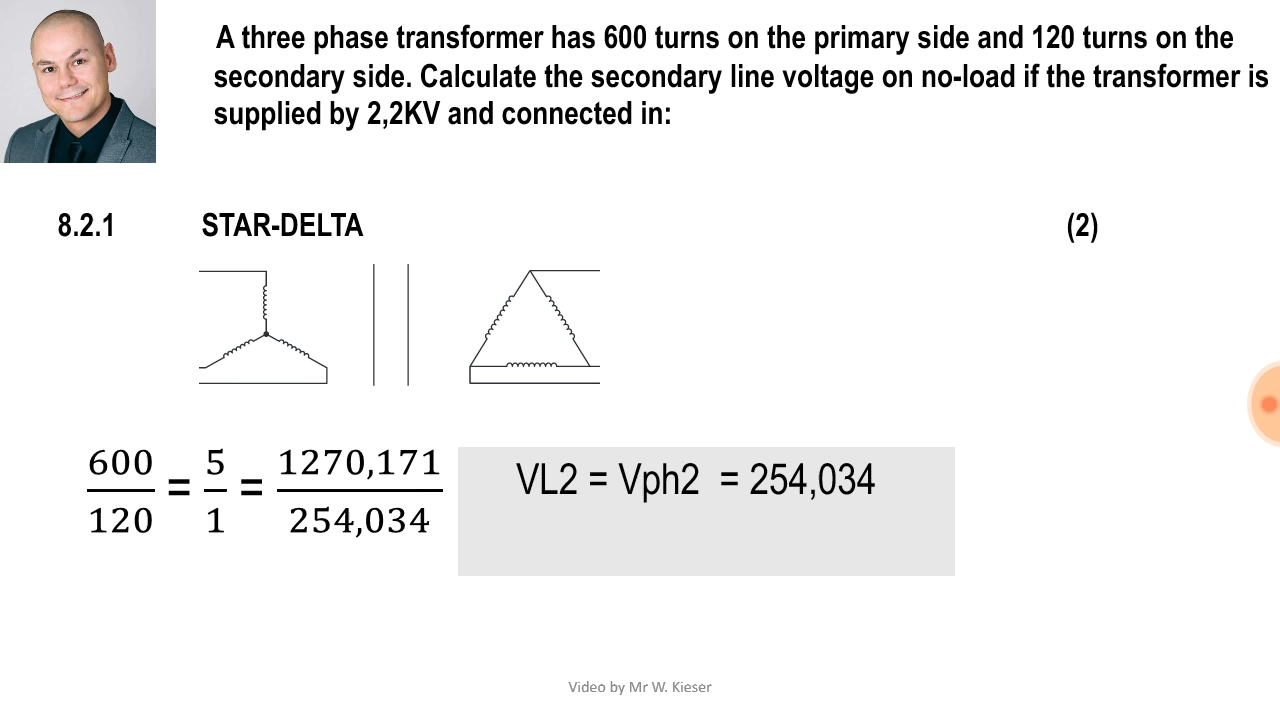 A three phase transformer has 600 turns on the primary side and 120 turns on the
secondary side. Calculate the secondary line voltage on no-load if the transformer is
supplied by 2,2KV and connected in:
8.2.1 STAR-DELTA (2)
600/120 = 5/1 = 1270,171/254,034
VL2 = Vph2 = 254,034
Video by Mr W. Kieser